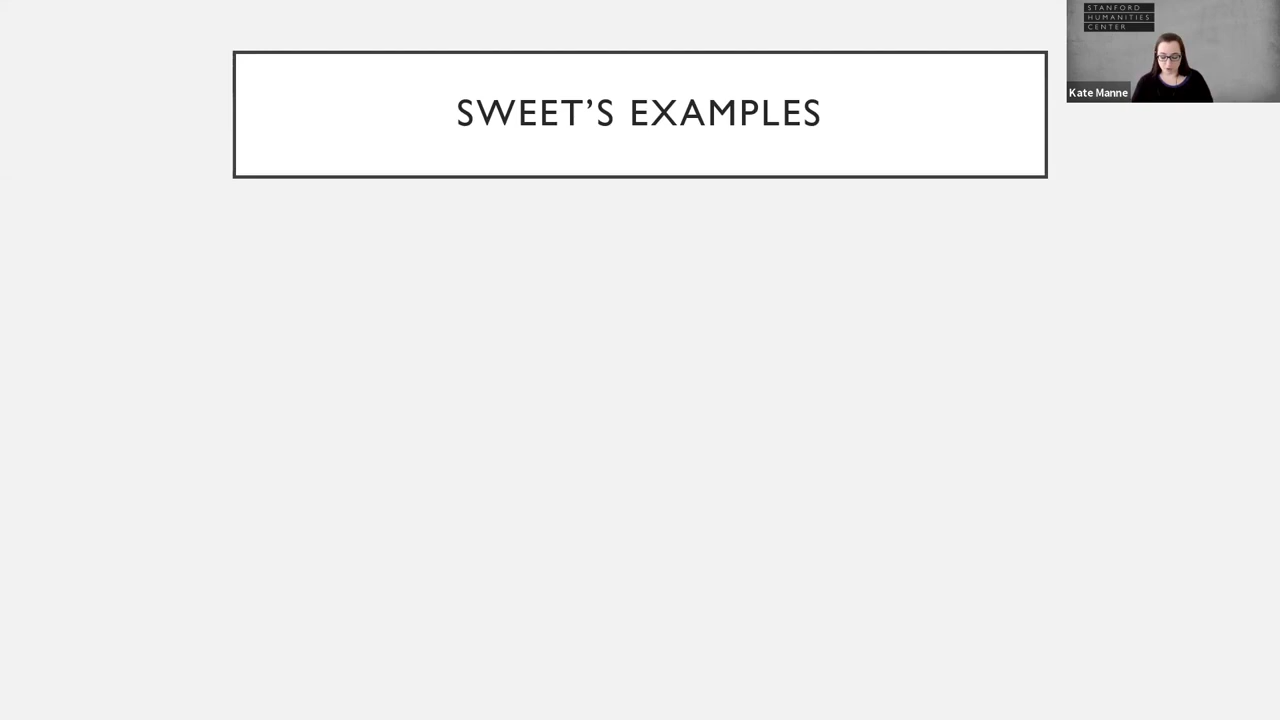 STANFORD
HUMANITIES
CENTER
SWEET'S EXAMPLES
Kate Manne